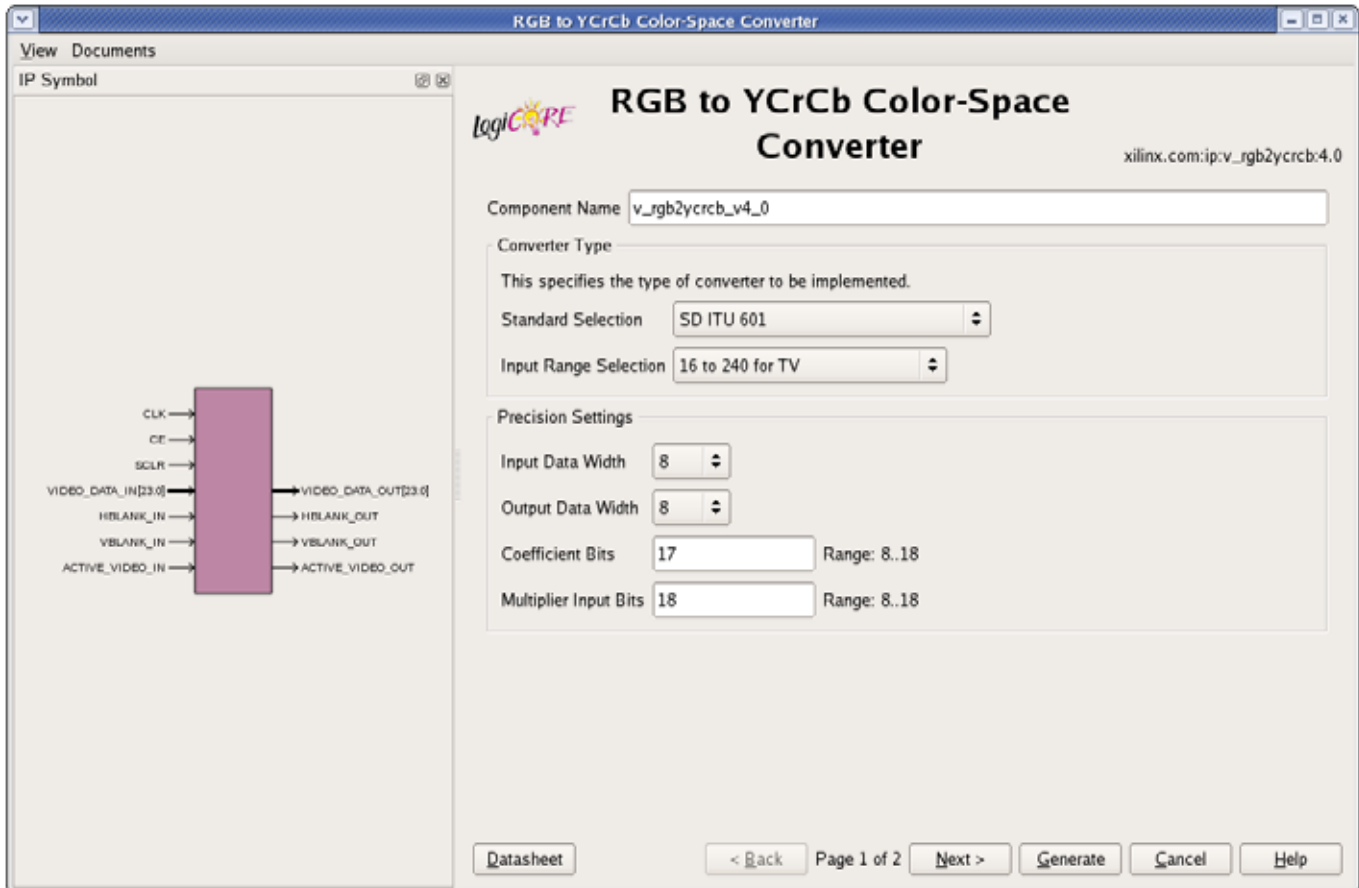 RGB to YCrCb Color-Space Converter
View Documents
IP Symbol
CLK
CE
SCLR
VIDEO_DATA_IN[23:0]
HBLANK_IN
VBLANK_IN
ACTIVE_VIDEO_IN
VIDEO_DATA_OUT[23:0]
HBLANK_OUT
VBLANK_OUT
ACTIVE_VIDEO_OUT
LogiCORE
RGB to YCrCb Color-Space
Converter
xilinx.com:ip:v_rgb2ycrcb:4.0
Component Name v_rgb2ycrcb_v4_0
Converter Type
This specifies the type of converter to be implemented.
Standard Selection SD ITU 601
Input Range Selection 16 to 240 for TV
Precision Settings
Input Data Width 8
Output Data Width 8
Coefficient Bits 17 Range: 8..18
Multiplier Input Bits 18 Range: 8..18
Datasheet < Back Page 1 of 2 Next > Generate Cancel Help